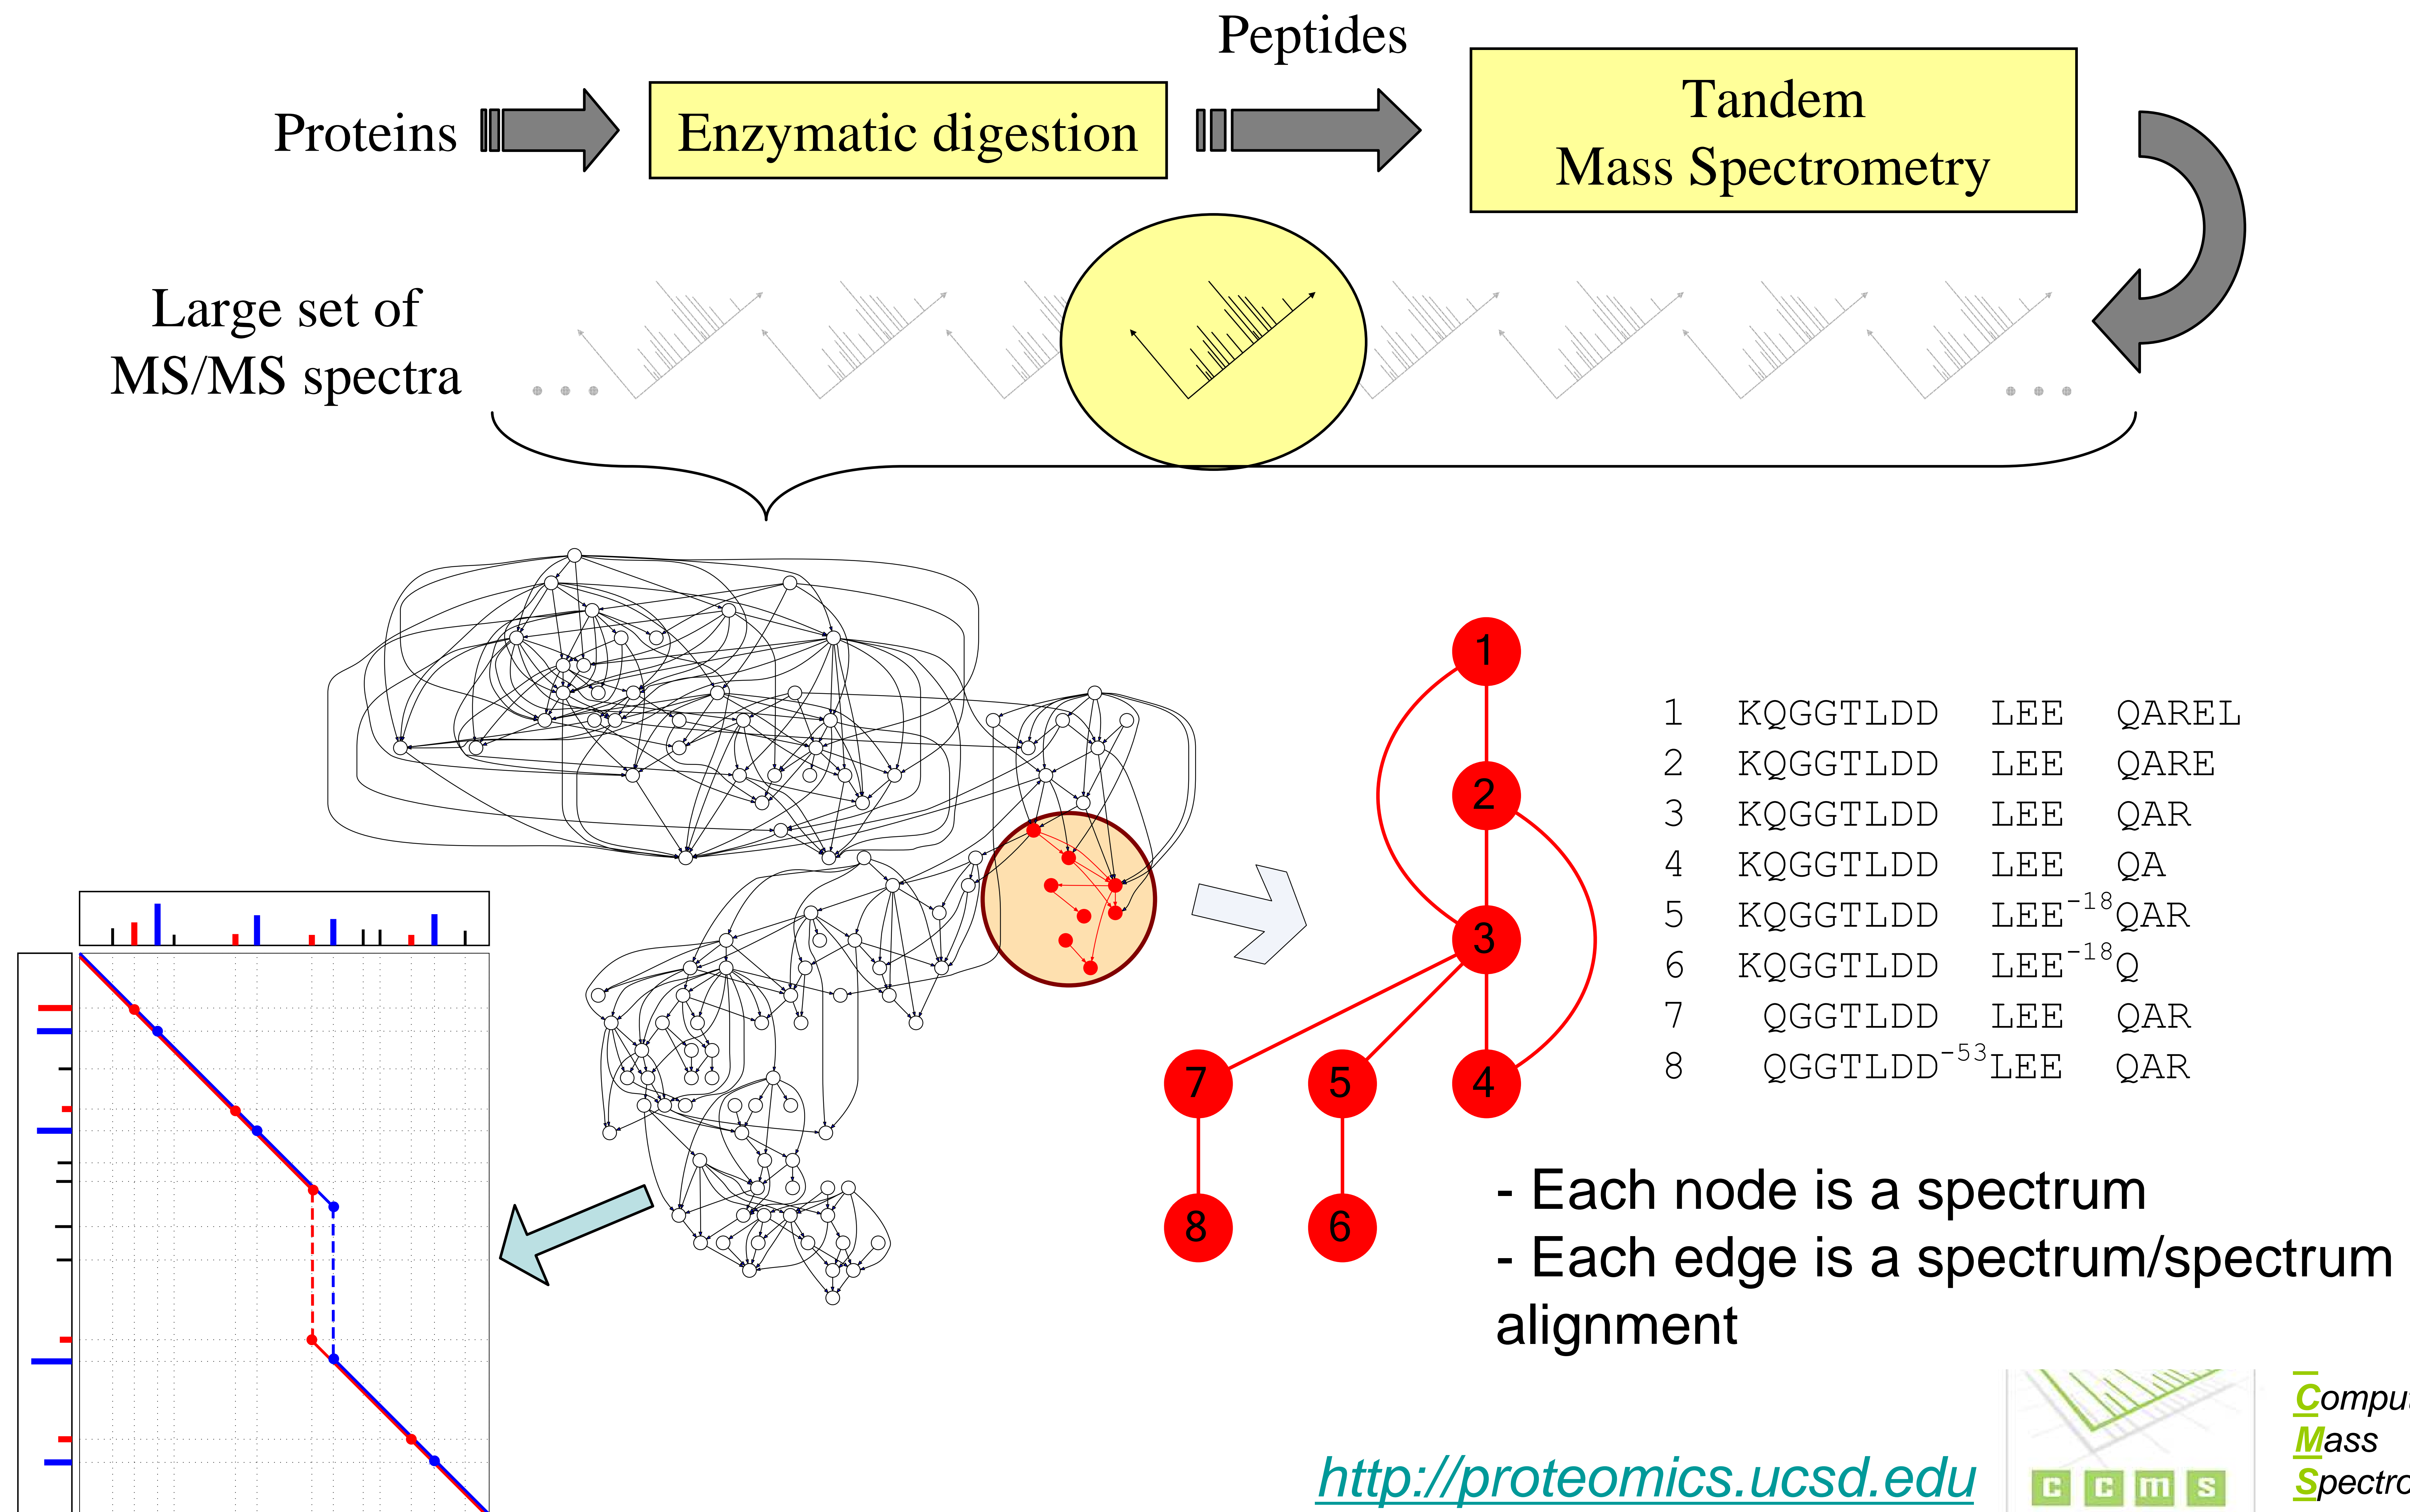 Peptides
Proteins
Enzymatic digestion
Tandem
Mass Spectrometry
Large set of
MS/MS spectra
1
2
3
7
5
4
8
6
1 KQGGTLDD LEE QAREL
2 KQGGTLDD LEE QARE
3 KQGGTLDD LEE QAR
4 KQGGTLDD LEE QA
5 KQGGTLDD LEE-18QAR
6 KQGGTLDD LEE-18Q
7 QGGTLDD LEE QAR
8 QGGTLDD-53LEE QAR
- Each node is a spectrum
- Each edge is a spectrum/spectrum
alignment
http://proteomics.ucsd.edu
c c m s
Mass